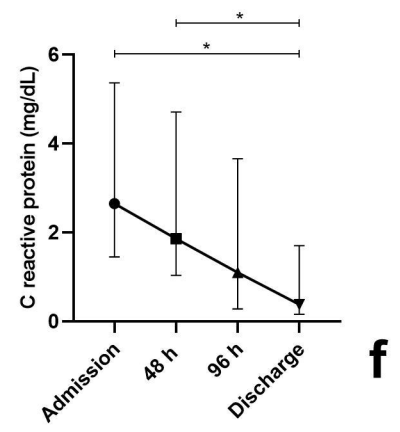 *
*
C reactive protein (mg/dL)
6
4
2
0
Admission
48 h
96 h
Discharge
f